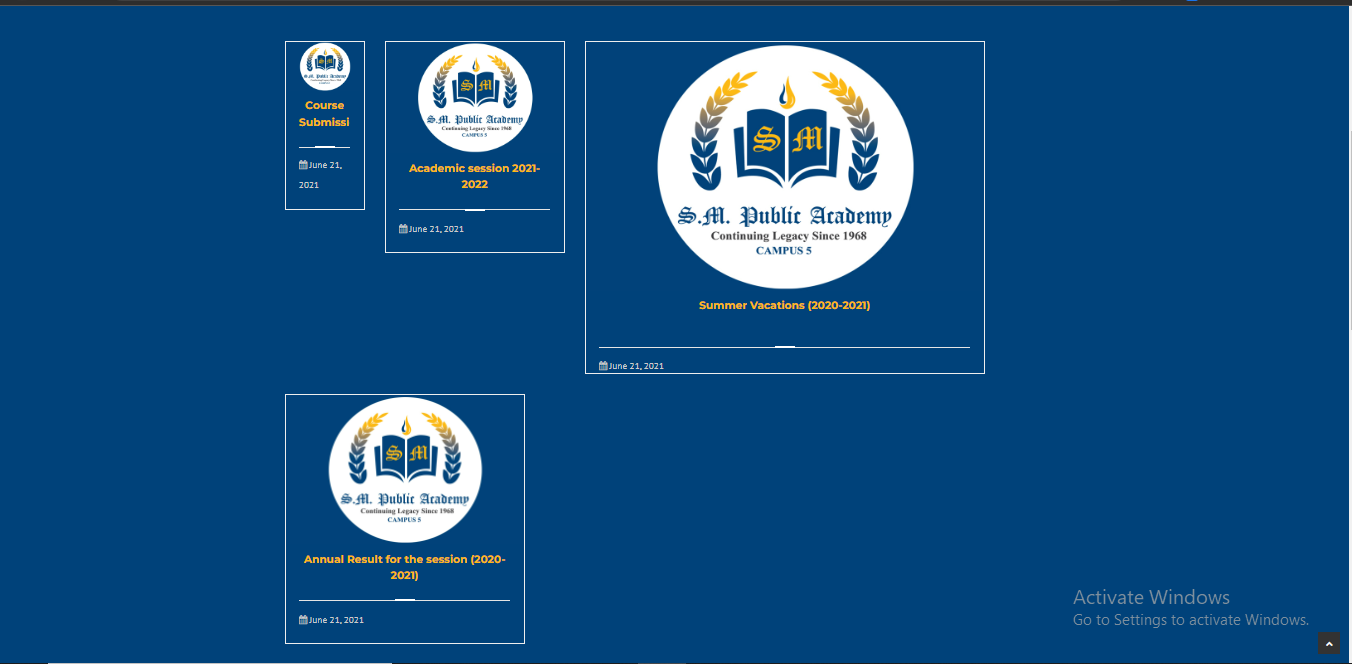 S M
S.M. Public Academy
Continuing Legacy Since 1968
CAMPUS 5
Course
Submissi
June 21,
2021
S M
S.M. Public Academy
Continuing Legacy Since 1968
CAMPUS 5
Academic session 2021-
2022
June 21, 2021
S M
S.M. Public Academy
Continuing Legacy Since 1968
CAMPUS 5
Summer Vacations (2020-2021)
June 21, 2021
S M
S.M. Public Academy
Continuing Legacy Since 1968
CAMPUS 5
Annual Result for the session (2020-
2021)
June 21, 2021
Activate Windows
Go to Settings to activate Windows.